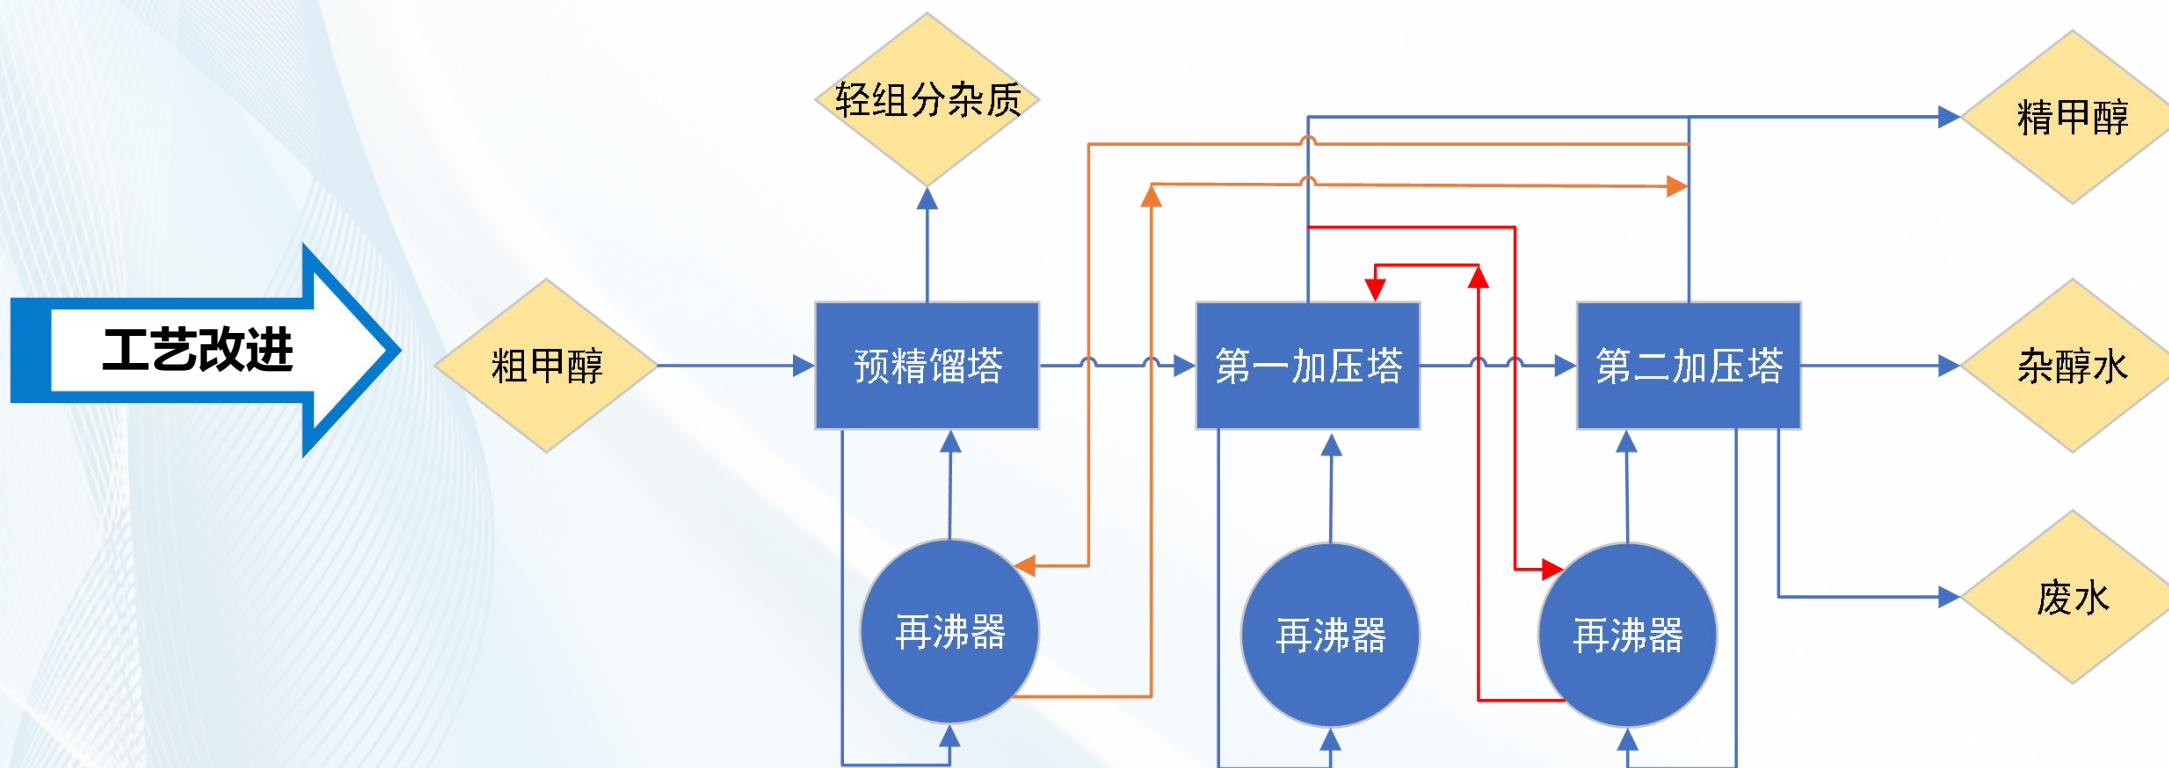 轻组分杂质
精甲醇
工艺改进
粗甲醇
预精馏塔
第一加压塔
第二加压塔
杂醇水
再沸器
再沸器
再沸器
废水